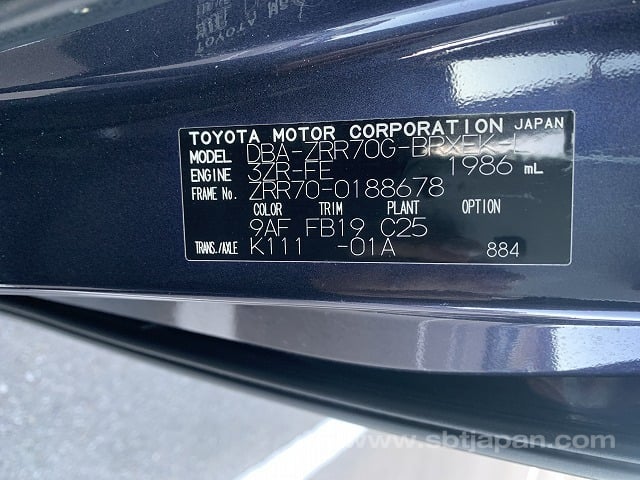 TOYOTA MOTOR CORPORATION JAPAN
MODEL DBA-ZRR70G-BRXEK-L
ENGINE 3ZR-FE 1986 mL
FRAME No. ZRR70-0188678
COLOR TRIM PLANT OPTION
9AF FB19 C25
TRANS./AXLE K111 -01A 884
www.sbtjapan.com